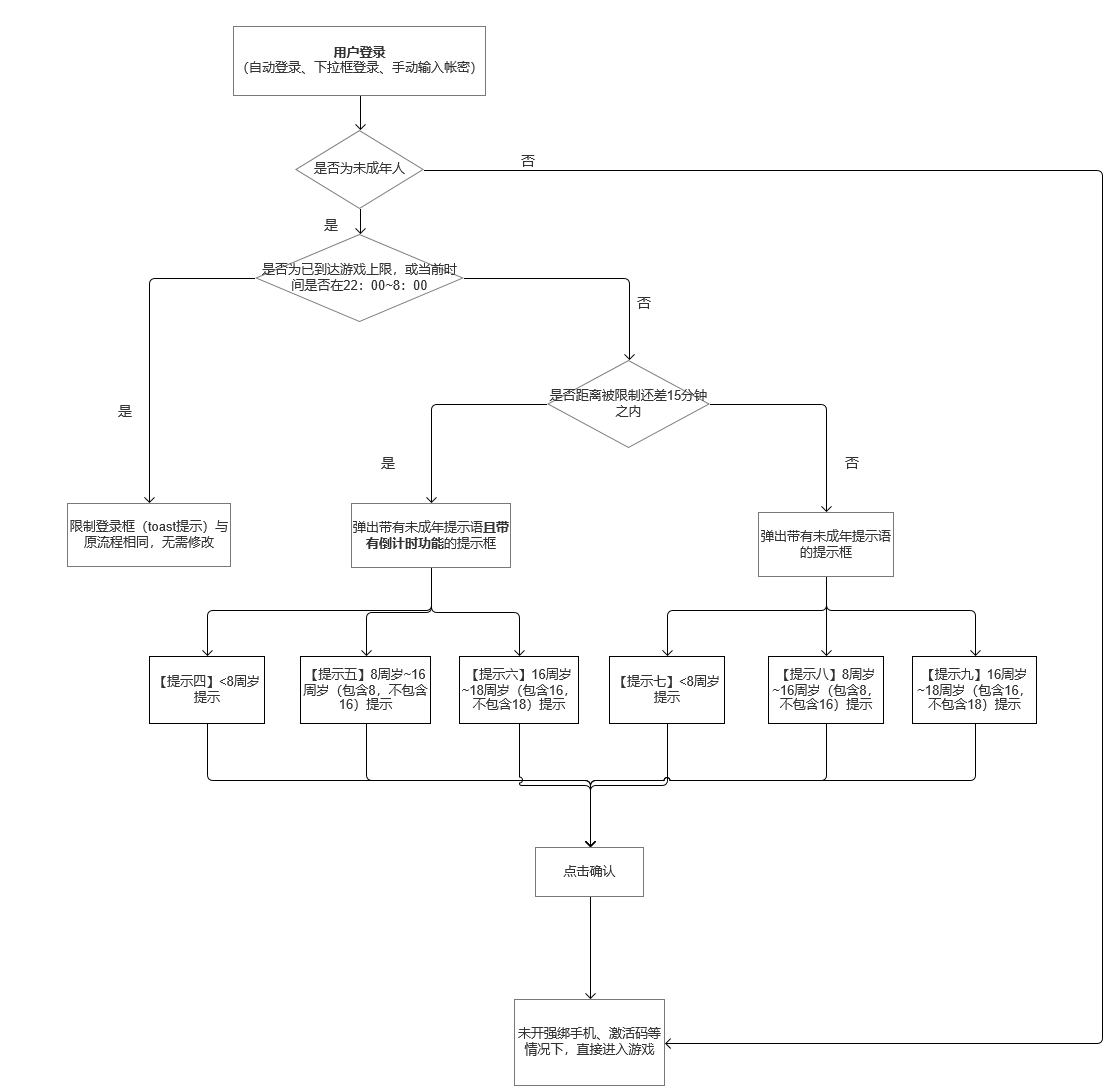 用户登录
（自动登录、下拉框登录、手动输入帐密）
是否为未成年人
否
是
是否为已到达游戏上限，或当前时
间是否在22：00~8：00
否
是否距离被限制还差15分钟
之内
是
是
否
限制登录框（toast提示）与
原流程相同，无需修改
弹出带有未成年提示语且带
有倒计时功能的提示框
弹出带有未成年提示语
的提示框
【提示四】<8周岁
提示
【提示五】8周岁~16
周岁（包含8，不包含
16）提示
【提示六】16周岁
~18周岁（包含16，
不包含18）提示
【提示七】<8周岁
提示
【提示八】8周岁
~16周岁（包含8，
不包含16）提示
【提示九】16周岁
~18周岁（包含16，
不包含18）提示
点击确认
未开强绑手机、激活码等
情况下，直接进入游戏